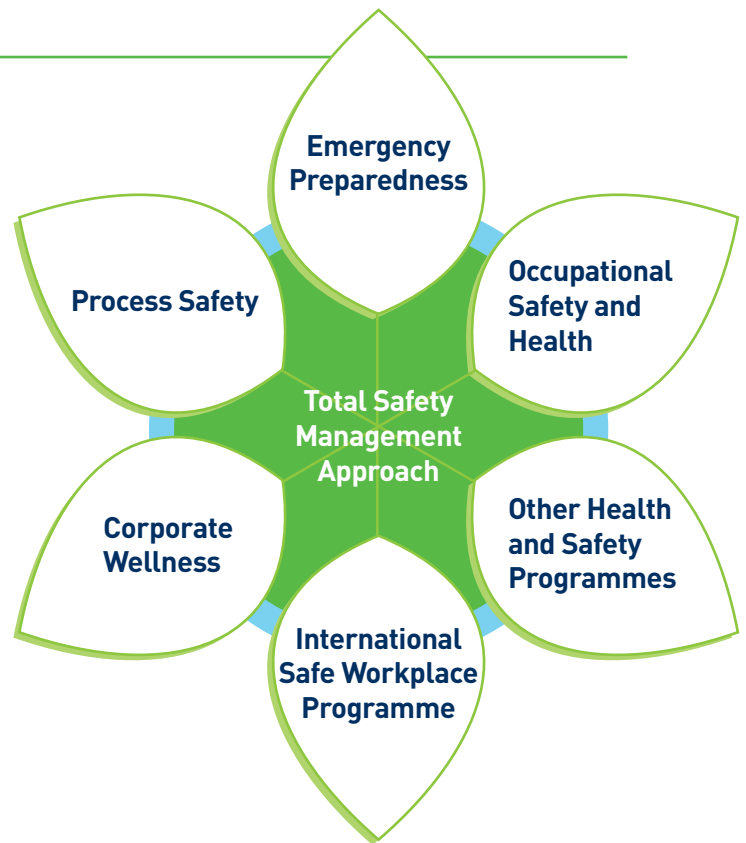 Emergency
Preparedness
Occupational
Safety and
Health
Process Safety
Total Safety
Management
Approach
Other Health
and Safety
Programmes
Corporate
Wellness
International
Safe Workplace
Programme